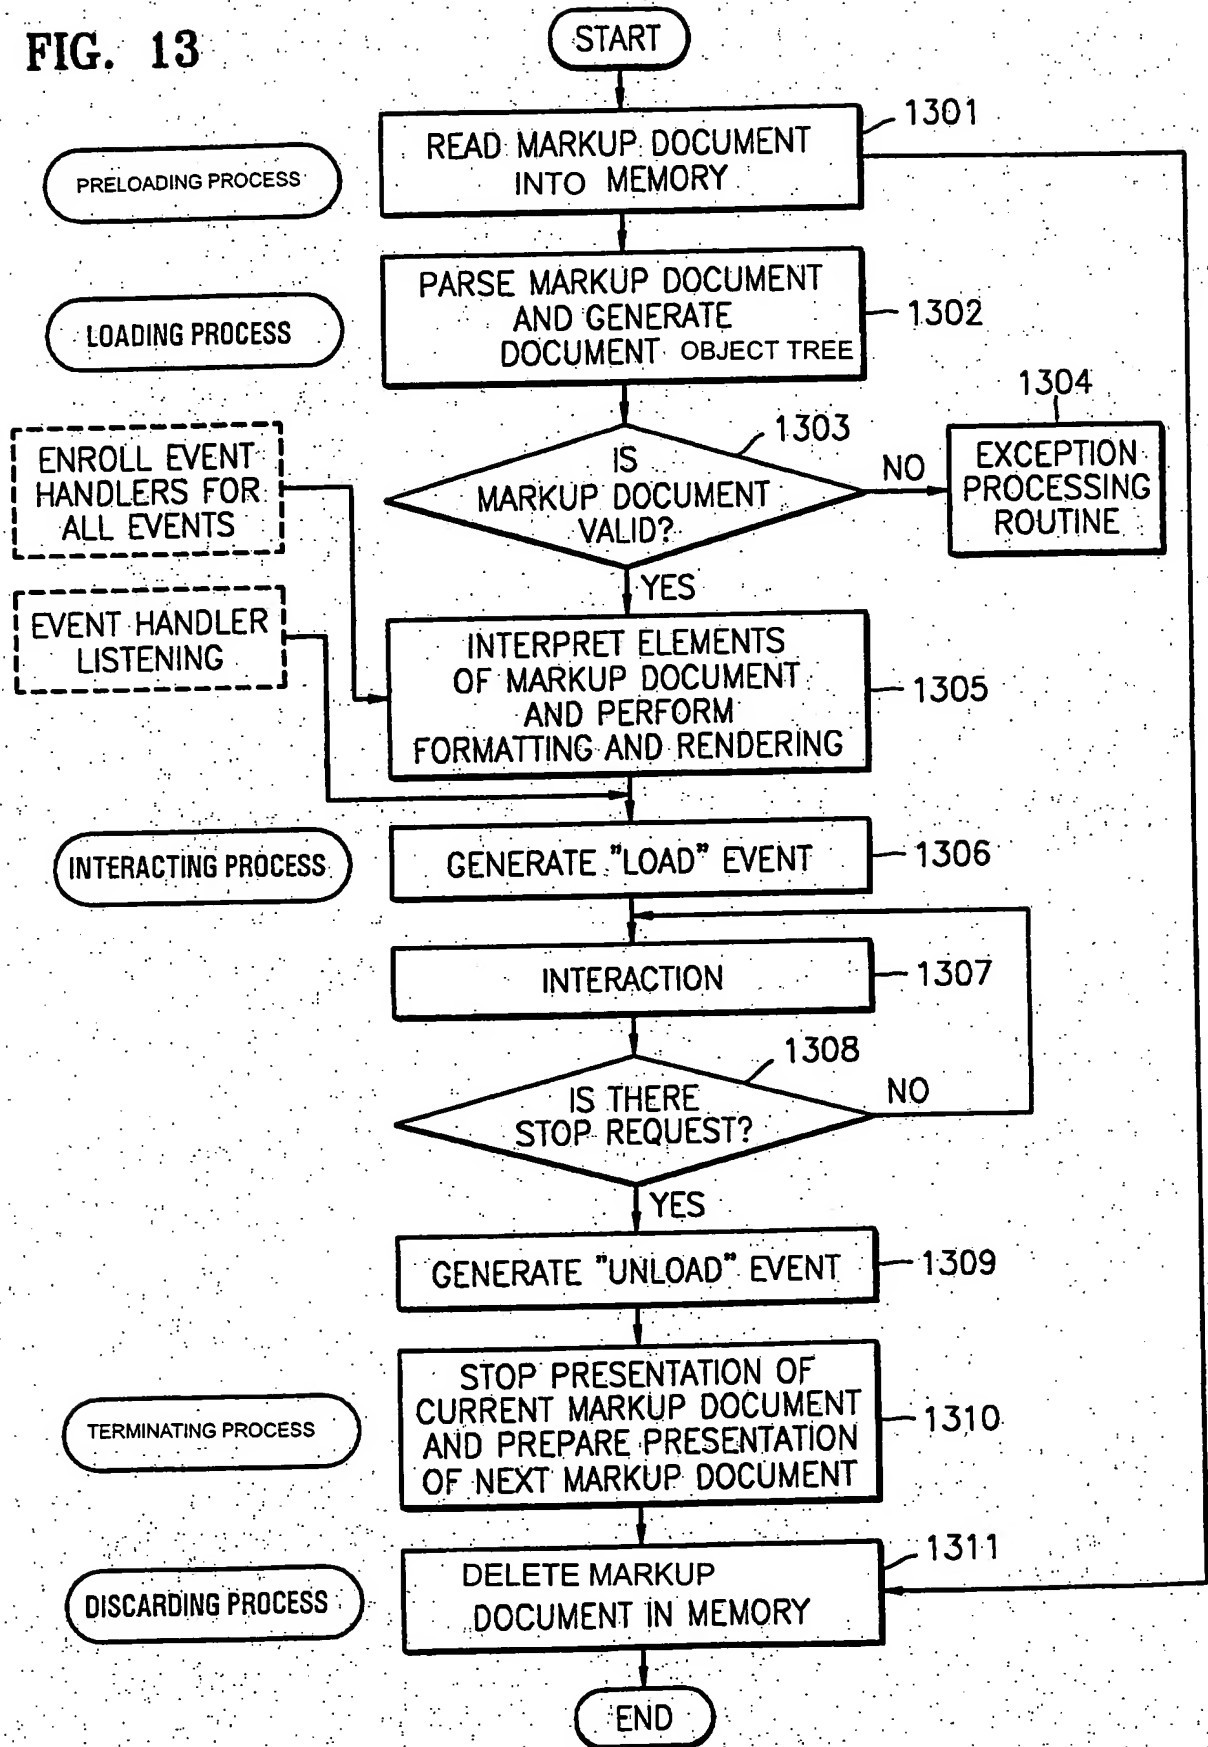 FIG. 13
START
1301
READ MARKUP DOCUMENT
INTO MEMORY
PRELOADING PROCESS
PARSE MARKUP DOCUMENT
AND GENERATE
DOCUMENT OBJECT TREE
1302
LOADING PROCESS
1304
1303
EXCEPTION
PROCESSING
ROUTINE
IS
MARKUP DOCUMENT
VALID?
NO
YES
ENROLL EVENT
HANDLERS FOR
ALL EVENTS
EVENT HANDLER
LISTENING
INTERPRET ELEMENTS
OF MARKUP DOCUMENT
AND PERFORM
FORMATTING AND RENDERING
1305
INTERACTING PROCESS
GENERATE "LOAD" EVENT
1306
INTERACTION
1307
1308
IS THERE
STOP REQUEST?
NO
YES
GENERATE "UNLOAD" EVENT
1309
STOP PRESENTATION OF
CURRENT MARKUP DOCUMENT
AND PREPARE PRESENTATION
OF NEXT MARKUP DOCUMENT
1310
TERMINATING PROCESS
1311
DELETE MARKUP
DOCUMENT IN MEMORY
DISCARDING PROCESS
END